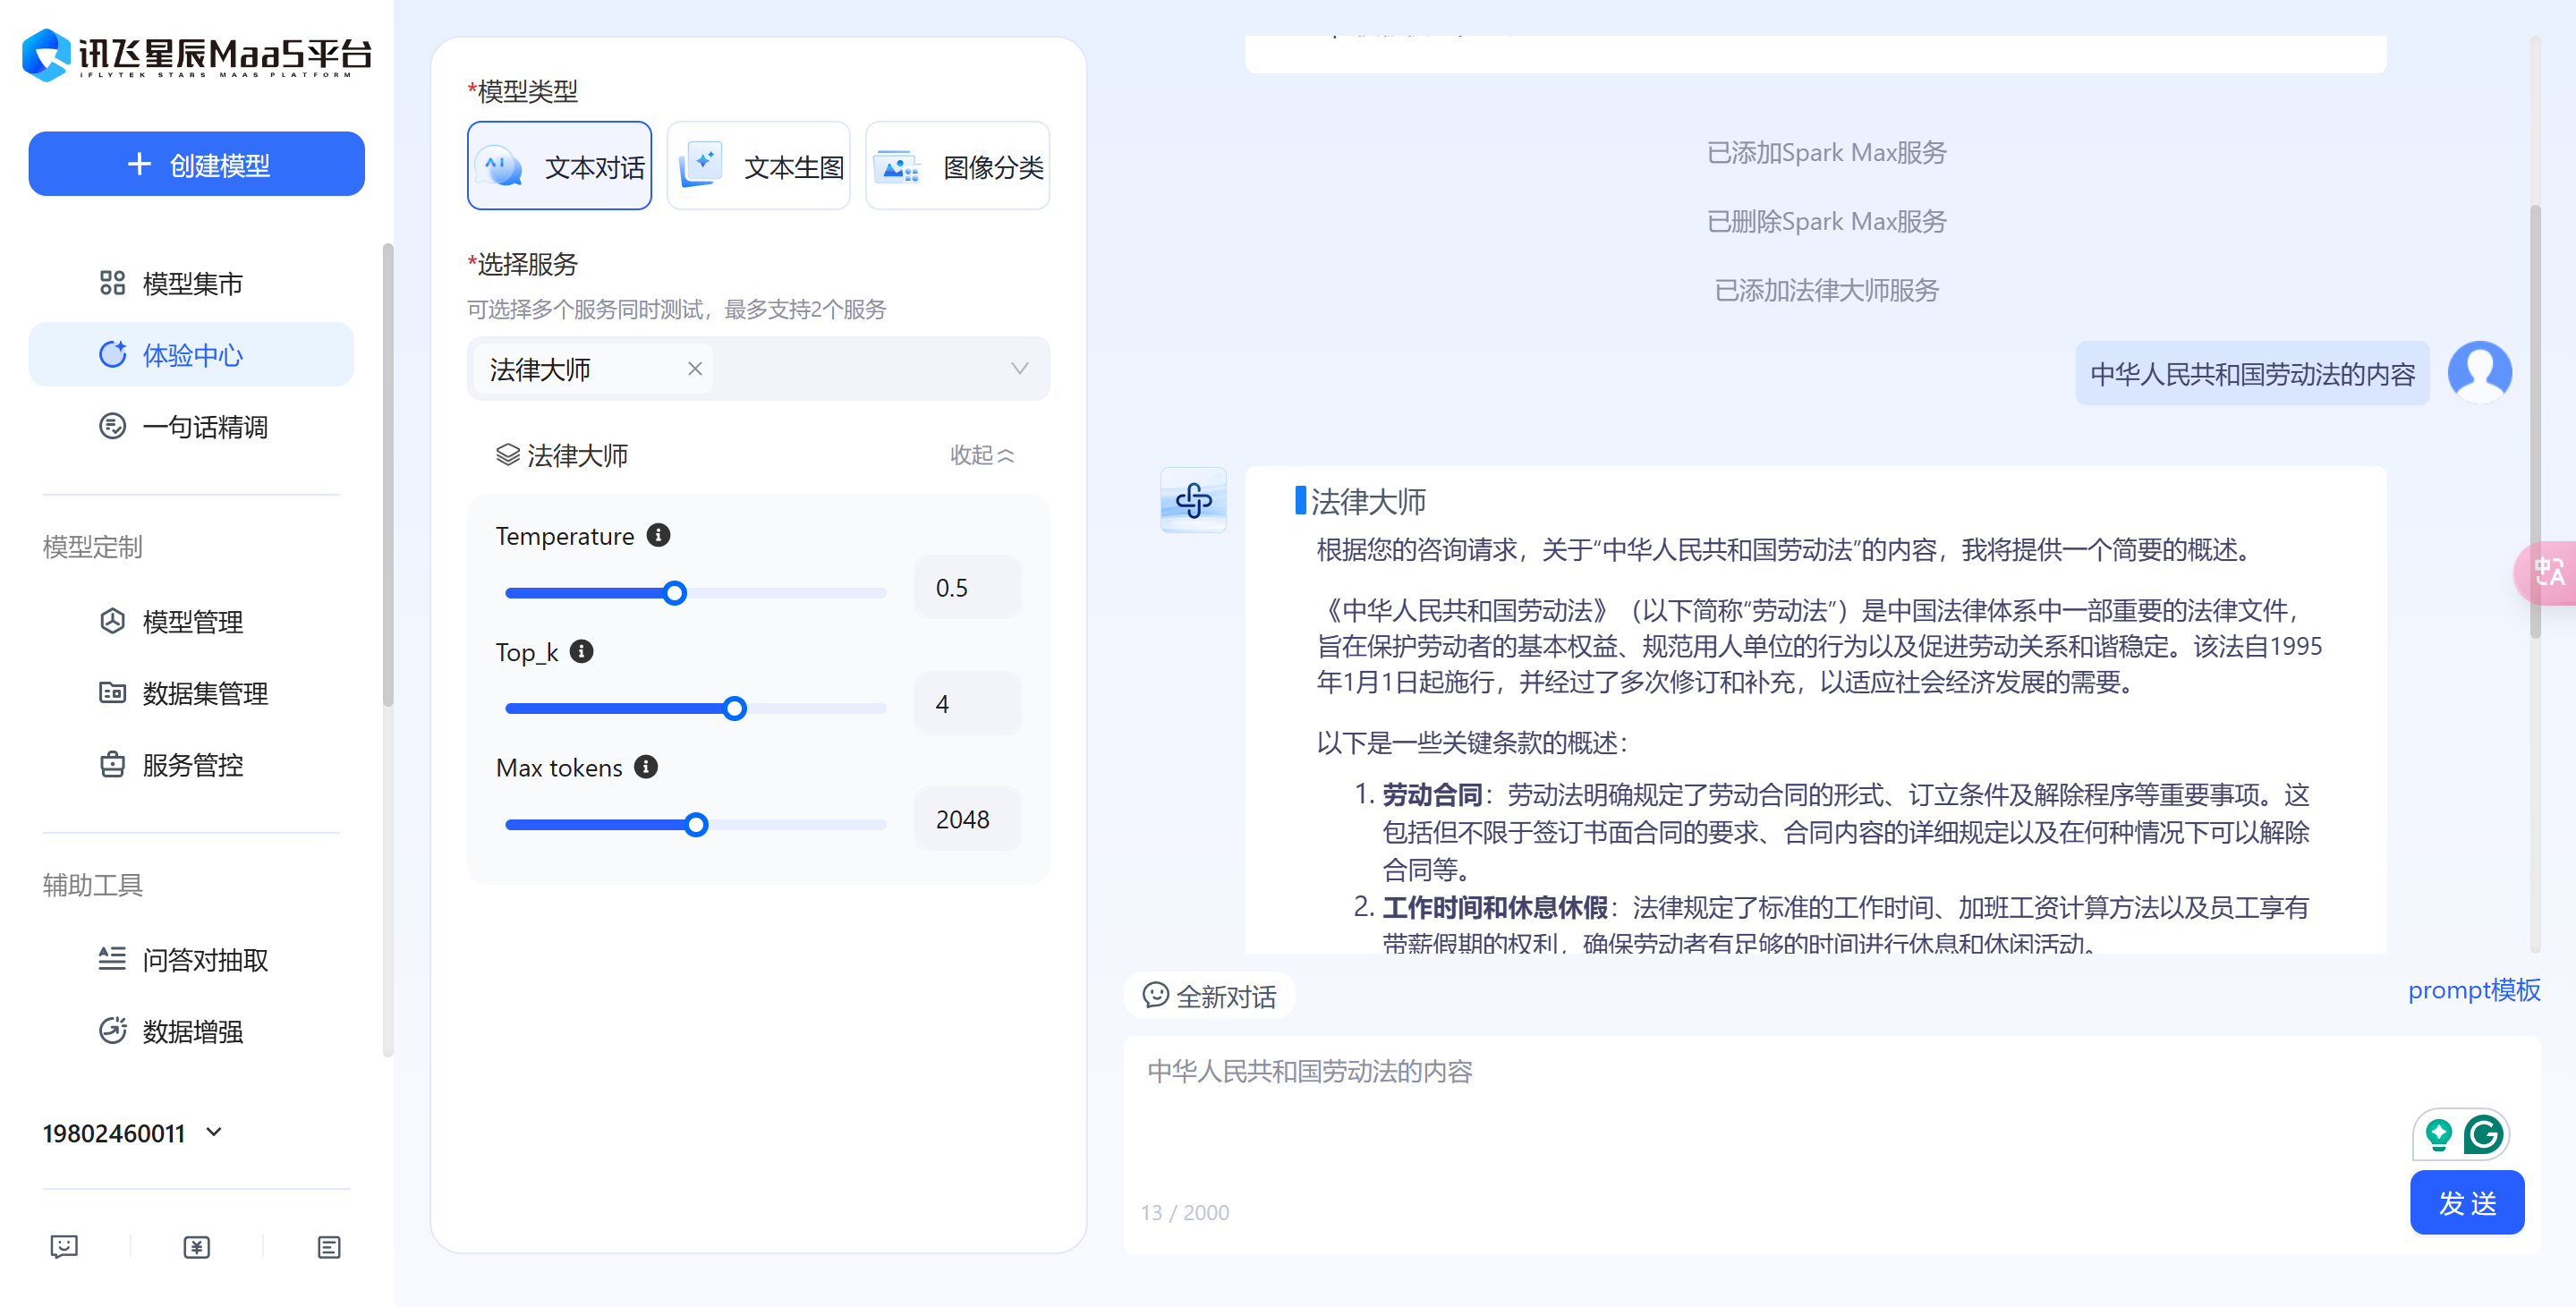 讯飞星辰MaaS平台
IFLYTEK STARS MAAS PLATFORM
创建模型
模型集市
体验中心
一句话精调
模型定制
模型管理
数据集管理
服务管控
辅助工具
问答对抽取
数据增强
19802460011
*模型类型
文本对话
文本生图
图像分类
*选择服务
可选择多个服务同时测试，最多支持2个服务
法律大师
法律大师
收起
Temperature
0.5
Top_k
4
Max tokens
2048
已添加Spark Max服务
已删除Spark Max服务
已添加法律大师服务
中华人民共和国劳动法的内容
法律大师
根据您的咨询请求，关于“中华人民共和国劳动法”的内容，我将提供一个简要的概述。
《中华人民共和国劳动法》（以下简称“劳动法”）是中国法律体系中一部重要的法律文件，
旨在保护劳动者的基本权益、规范用人单位的行为以及促进劳动关系和谐稳定。该法自1995
年1月1日起施行，并经过了多次修订和补充，以适应社会经济发展的需要。
以下是一些关键条款的概述：
1. 劳动合同：劳动法明确规定了劳动合同的形式、订立条件及解除程序等重要事项。这
包括但不限于签订书面合同的要求、合同内容的详细规定以及在何种情况下可以解除
合同等。
2. 工作时间和休息休假：法律规定了标准的工作时间、加班工资计算方法以及员工享有
带薪假期的权利，确保劳动者有足够的时间进行休息和休闲活动。
全新对话
prompt模板
中华人民共和国劳动法的内容
13 / 2000
发 送